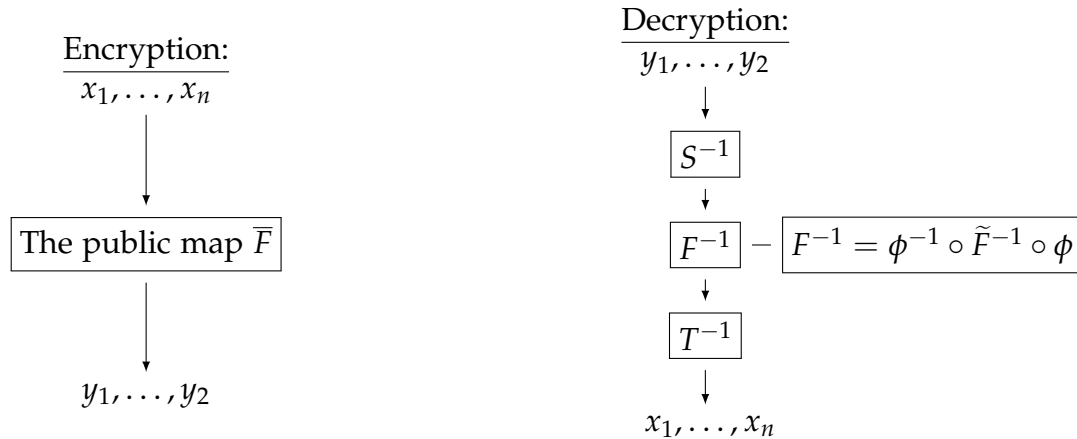 Encryption:
x₁, . . . , xₙ
The public map F̅
y₁, . . . , y₂
Decryption:
y₁, . . . , y₂
S⁻¹
F⁻¹ – F⁻¹ = ϕ⁻¹ ∘ F̃⁻¹ ∘ ϕ
T⁻¹
x₁, . . . , xₙ